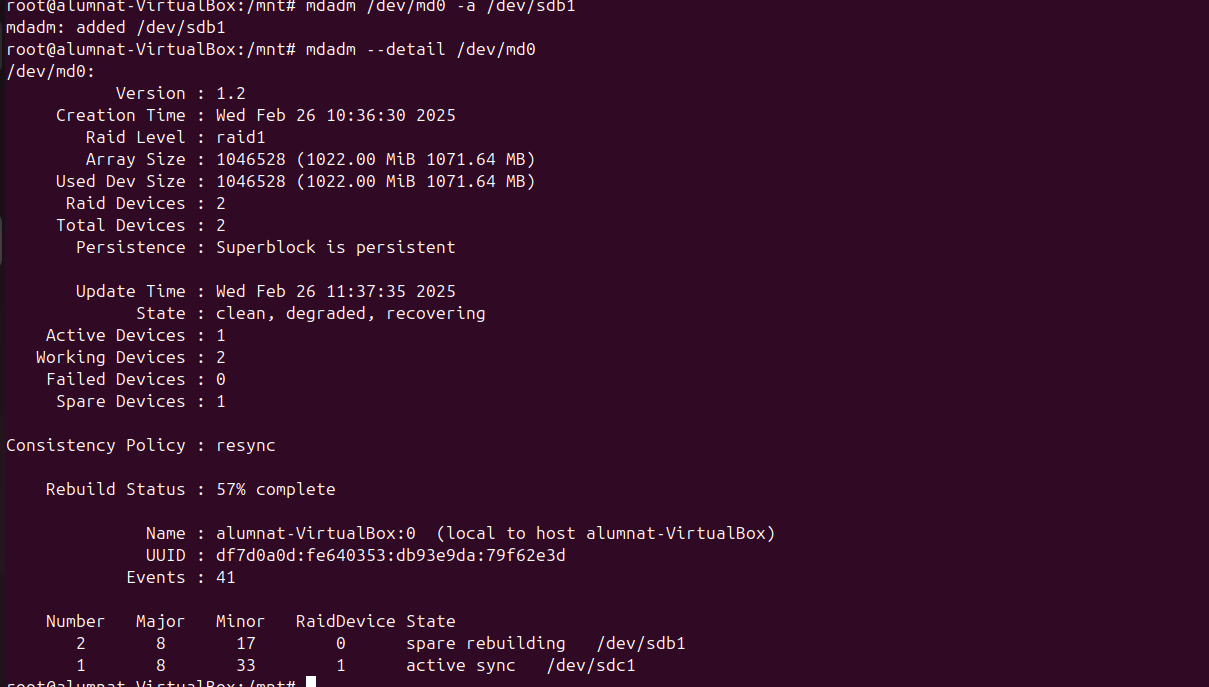 root@alumnat-VirtualBox:/mnt# mdadm /dev/md0 -a /dev/sdb1
mdadm: added /dev/sdb1
root@alumnat-VirtualBox:/mnt# mdadm --detail /dev/md0
/dev/md0:
           Version : 1.2
     Creation Time : Wed Feb 26 10:36:30 2025
        Raid Level : raid1
        Array Size : 1046528 (1022.00 MiB 1071.64 MB)
     Used Dev Size : 1046528 (1022.00 MiB 1071.64 MB)
      Raid Devices : 2
     Total Devices : 2
       Persistence : Superblock is persistent

       Update Time : Wed Feb 26 11:37:35 2025
             State : clean, degraded, recovering
    Active Devices : 1
   Working Devices : 2
    Failed Devices : 0
     Spare Devices : 1

Consistency Policy : resync

    Rebuild Status : 57% complete

              Name : alumnat-VirtualBox:0  (local to host alumnat-VirtualBox)
              UUID : df7d0a0d:fe640353:db93e9da:79f62e3d
            Events : 41

    Number   Major   Minor   RaidDevice State
       2       8       17        0      spare rebuilding   /dev/sdb1
       1       8       33        1      active sync   /dev/sdc1
root@alumnat-VirtualBox:/mnt#